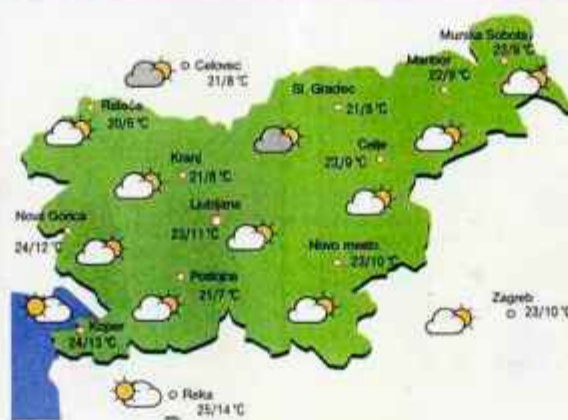 Murska Sobota
23/9 °C
Maribor
22/9 °C
Celovec
21/8 °C
Sl. Gradec
21/8 °C
Rateče
20/5 °C
Celje
22/9 °C
Kranj
21/8 °C
Ljubljana
23/11 °C
Nova Gorica
24/12 °C
Novo mesto
23/10 °C
Postojna
21/7 °C
Zagreb
23/10 °C
Koper
24/13 °C
Reka
25/14 °C